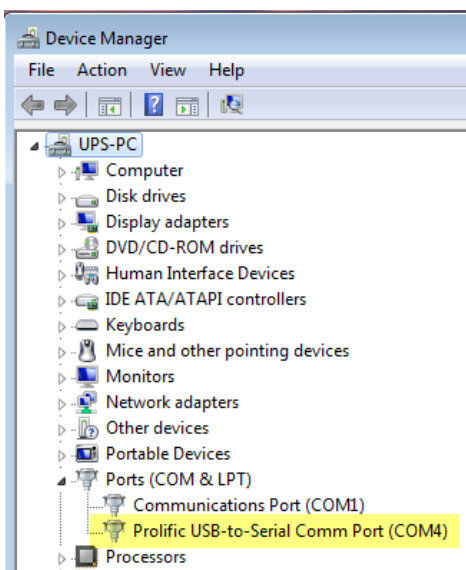 Device Manager
File Action View Help
UPS-PC
Computer
Disk drives
Display adapters
DVD/CD-ROM drives
Human Interface Devices
IDE ATA/ATAPI controllers
Keyboards
Mice and other pointing devices
Monitors
Network adapters
Other devices
Portable Devices
Ports (COM & LPT)
Communications Port (COM1)
Prolific USB-to-Serial Comm Port (COM4)
Processors